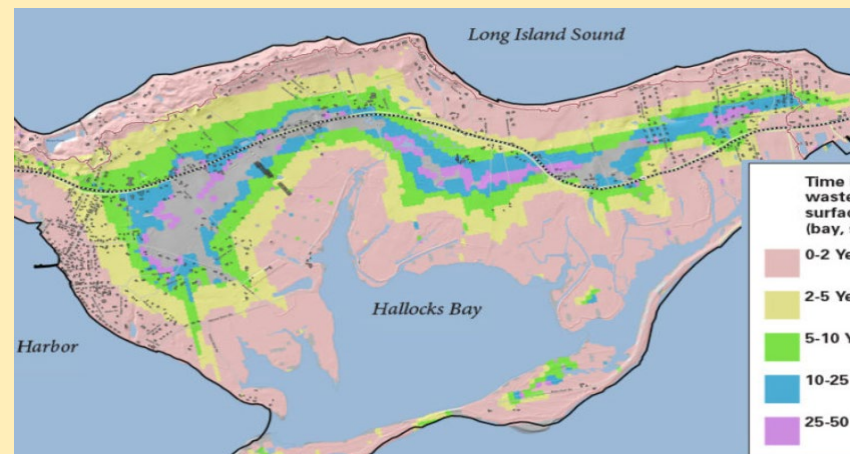 Long Island Sound
Hallocks Bay
Harbor
Time
waste
surfac
(bay,
0-2 Ye
2-5 Ye
5-10 Y
10-25
25-50